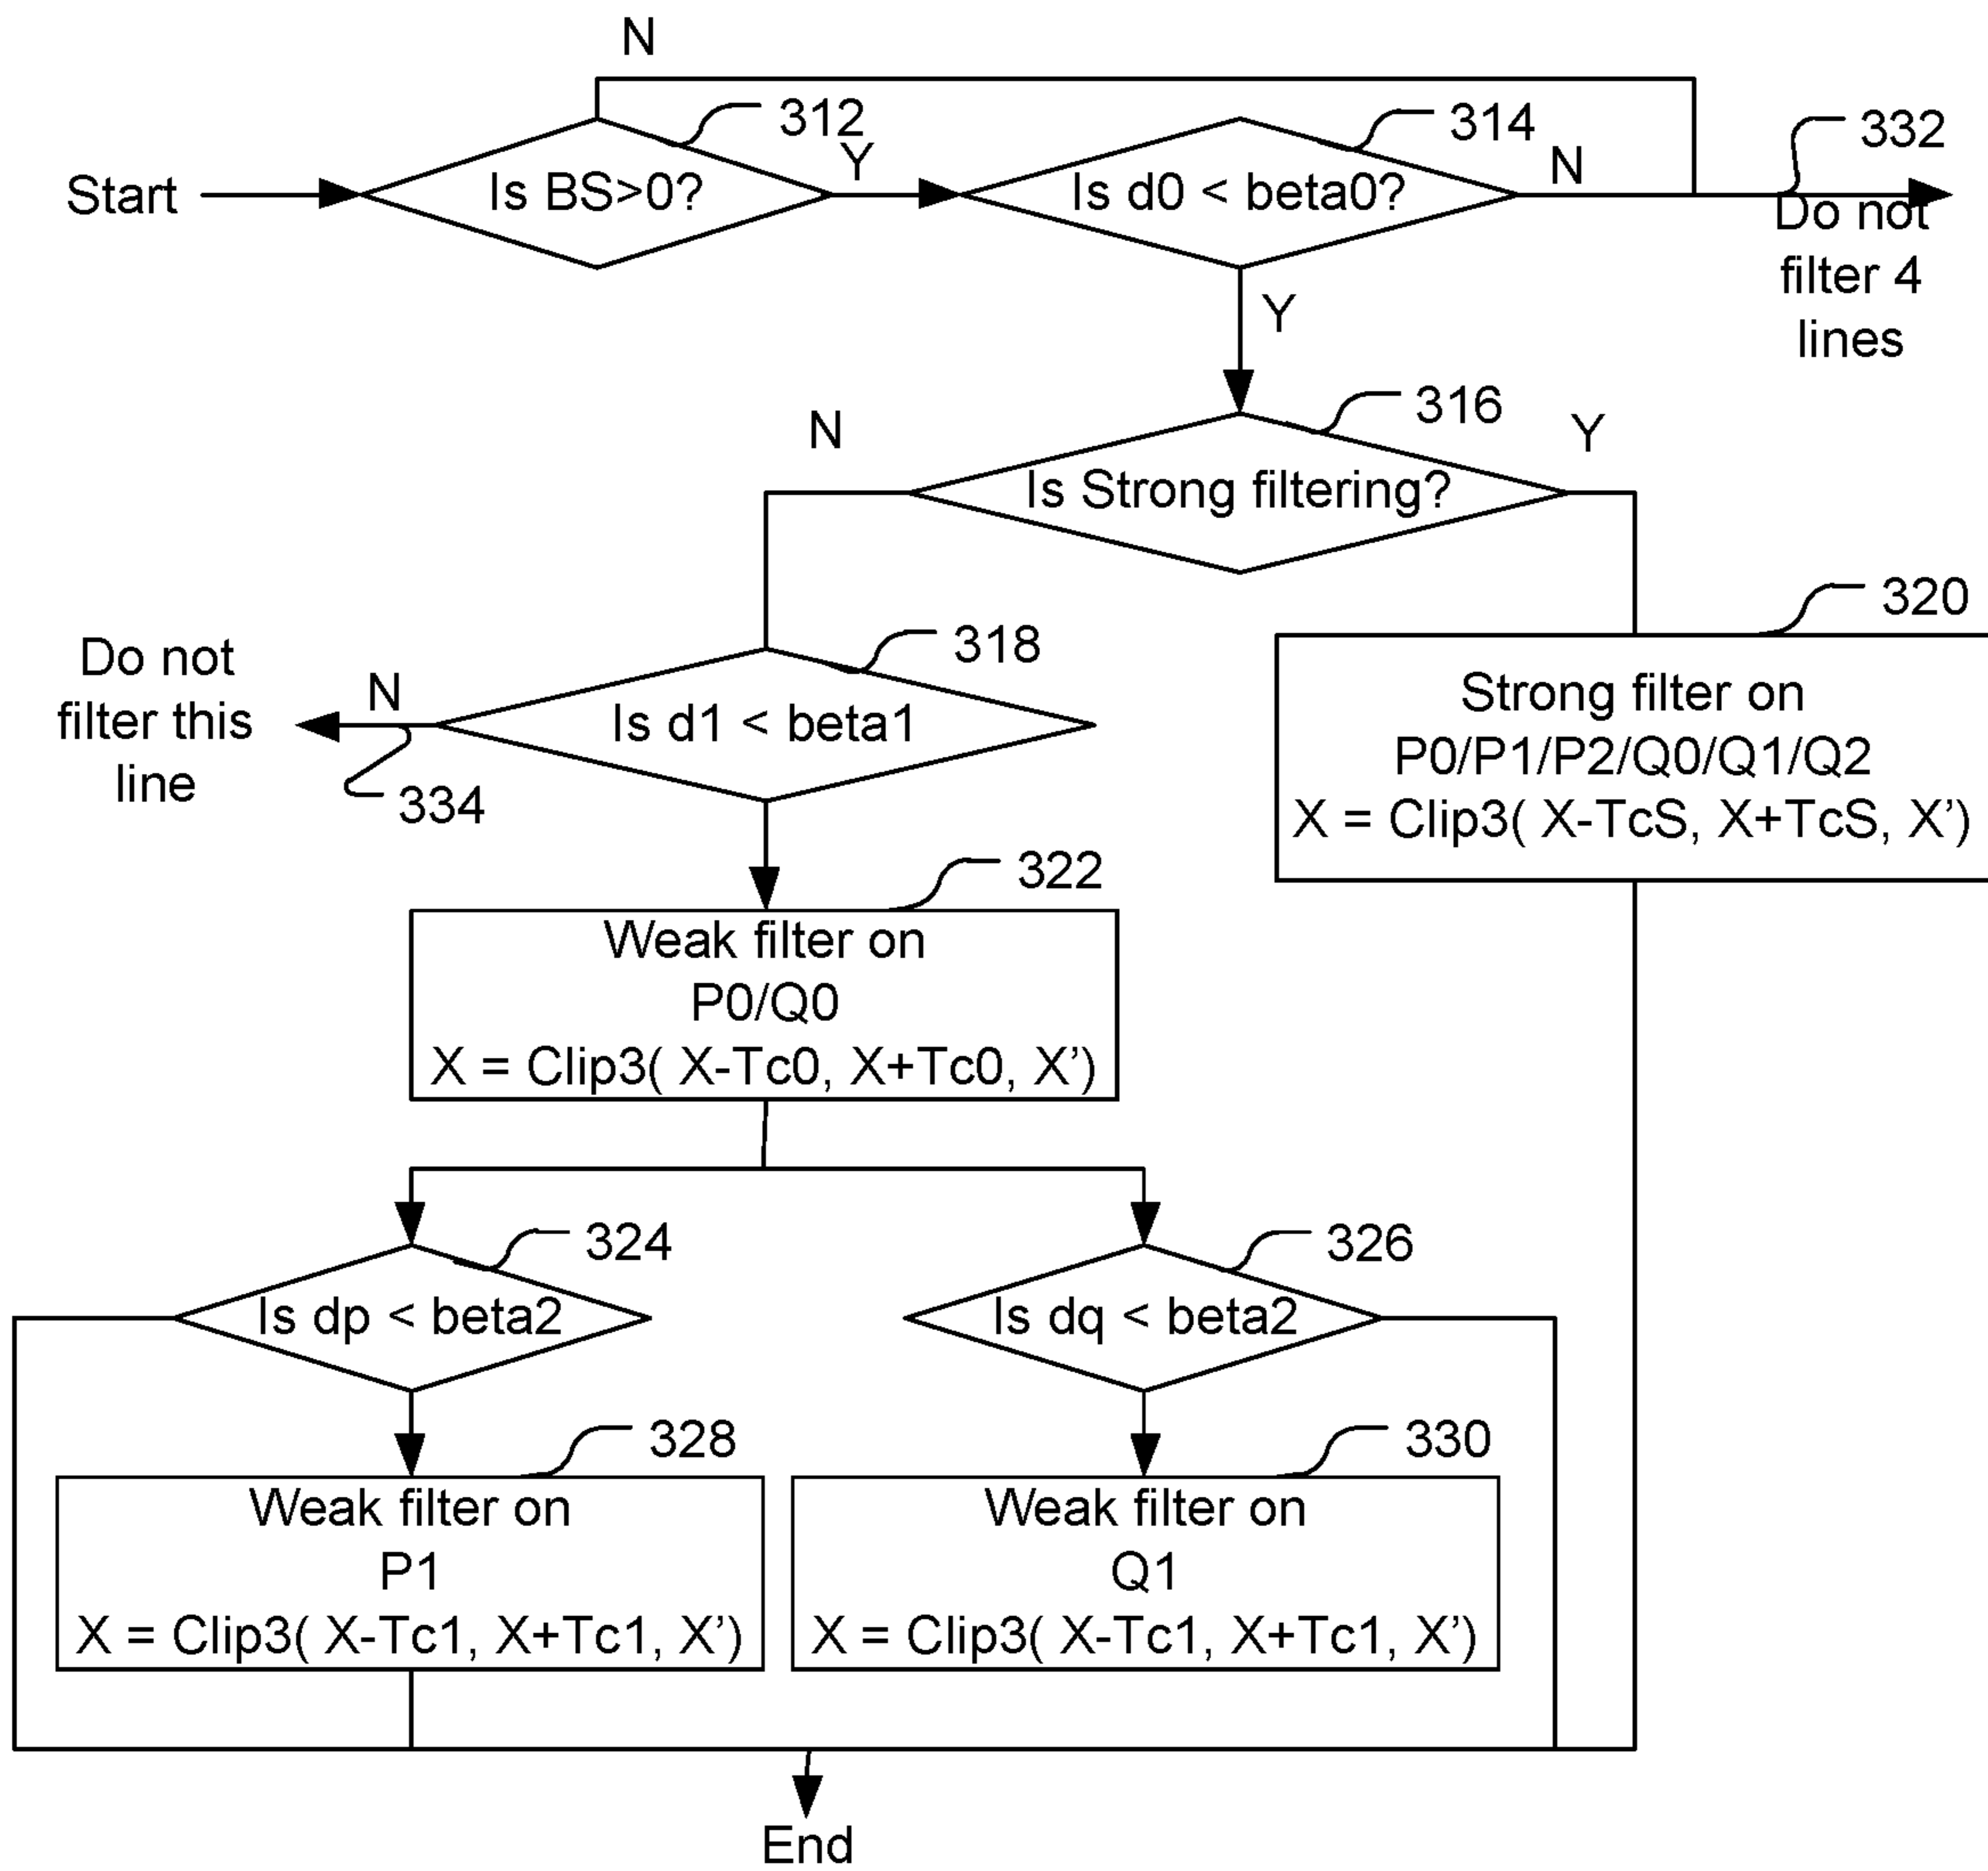 N
312
314
332
Start
Is BS>0?
Y
Is d0 < beta0?
N
Do not
filter 4
lines
Y
316
N
Y
Is Strong filtering?
320
318
Do not
filter this
line
N
334
Is d1 < beta1
Strong filter on
P0/P1/P2/Q0/Q1/Q2
X = Clip3( X-TcS, X+TcS, X’)
322
Weak filter on
P0/Q0
X = Clip3( X-Tc0, X+Tc0, X’)
324
326
Is dp < beta2
Is dq < beta2
328
330
Weak filter on
P1
X = Clip3( X-Tc1, X+Tc1, X’)
Weak filter on
Q1
X = Clip3( X-Tc1, X+Tc1, X’)
End